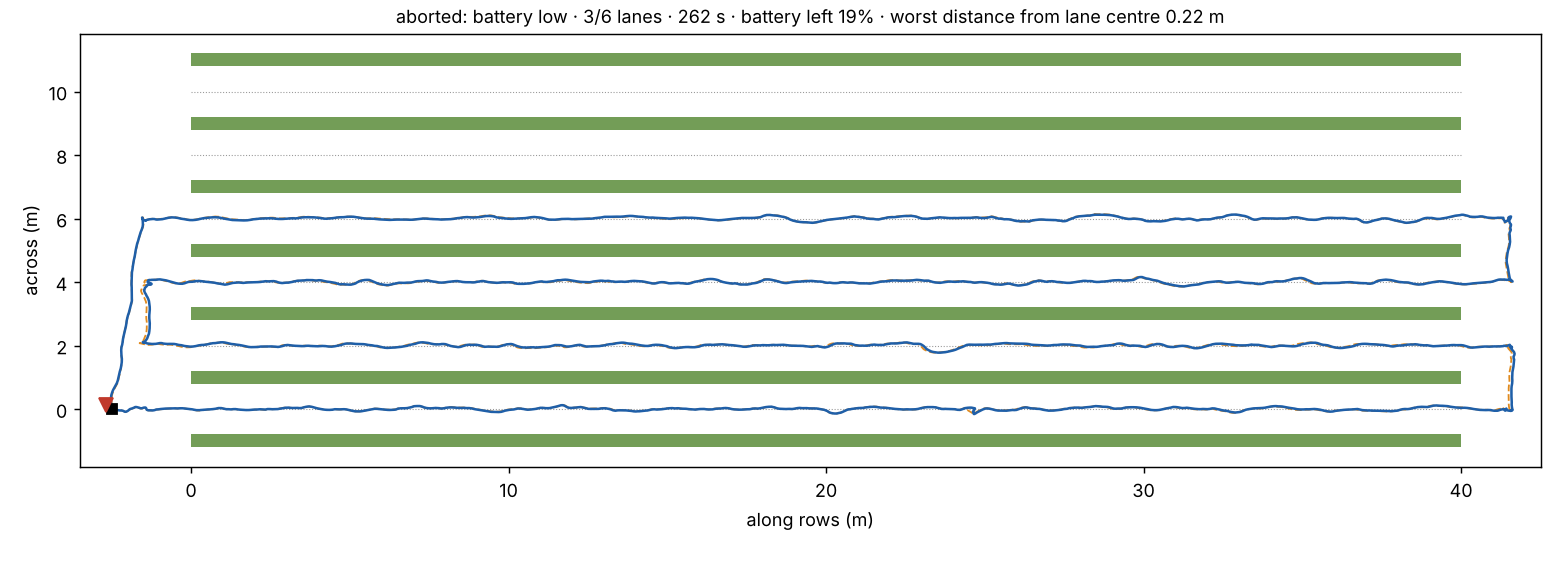 aborted: battery low · 3/6 lanes · 262 s · battery left 19% · worst distance from lane centre 0.22 m
across (m)
10
8
6
4
2
0
0 10 20 30 40
along rows (m)